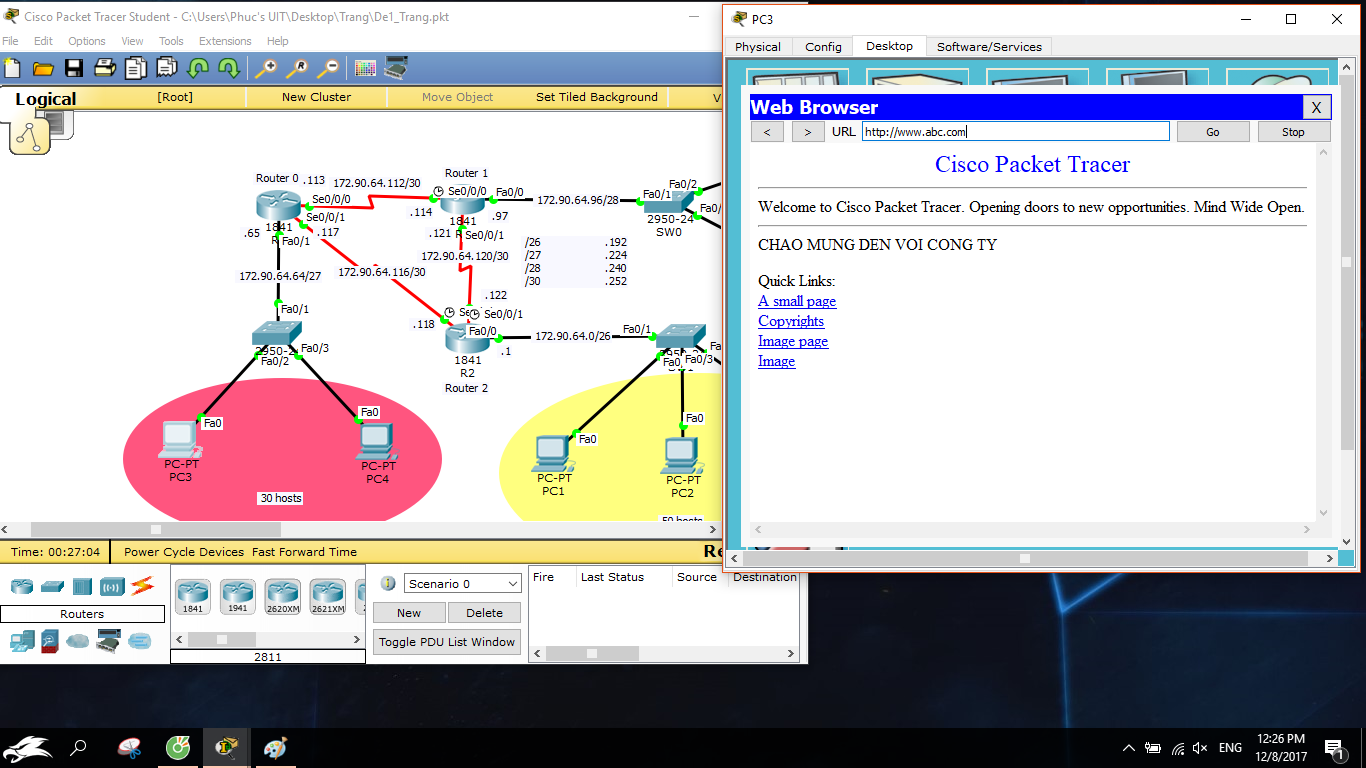 Cisco Packet Tracer Student - C:\Users\Phuc's UIT\Desktop\Trang\De1_Trang.pkt
File Edit Options View Tools Extensions Help
Logical [Root] New Cluster Move Object Set Tiled Background V
Router 0
.113
172.90.64.112/30
Router 1
Se0/0/0
Se0/0/0
Fa0/0
Fa0/1
Fa0/2
172.90.64.96/28
Se0/0/1
.114
.97
Fa0/
1841
1841
2950-24
.65
R
Fa0/1
.117
.121
R
Se0/0/1
SW0
/26 .192
/27 .224
/28 .240
/30 .252
172.90.64.120/30
172.90.64.64/27
172.90.64.116/30
.122
Fa0/1
Se
Se0/0/1
.118
Fa0/0
172.90.64.0/26
Fa0/1
2950-2
Fa0/3
Fa0/2
.1
Fa
1841
R2
Router 2
Fa0
Fa0/3
Fa0
Fa0
Fa0
Fa0
PC-PT
PC3
PC-PT
PC4
PC-PT
PC1
PC-PT
PC2
30 hosts
50 hosts
Time: 00:27:04 Power Cycle Devices Fast Forward Time Re
Routers
1841 1941 2620XM 2621XM 2
2811
Scenario 0
New Delete
Toggle PDU List Window
Fire Last Status Source Destination
PC3
Physical Config Desktop Software/Services
Web Browser X
< > URL http://www.abc.com Go Stop
Cisco Packet Tracer
Welcome to Cisco Packet Tracer. Opening doors to new opportunities. Mind Wide Open.
CHAO MUNG DEN VOI CONG TY
Quick Links:
A small page
Copyrights
Image page
Image
ENG
12:26 PM
12/8/2017
1